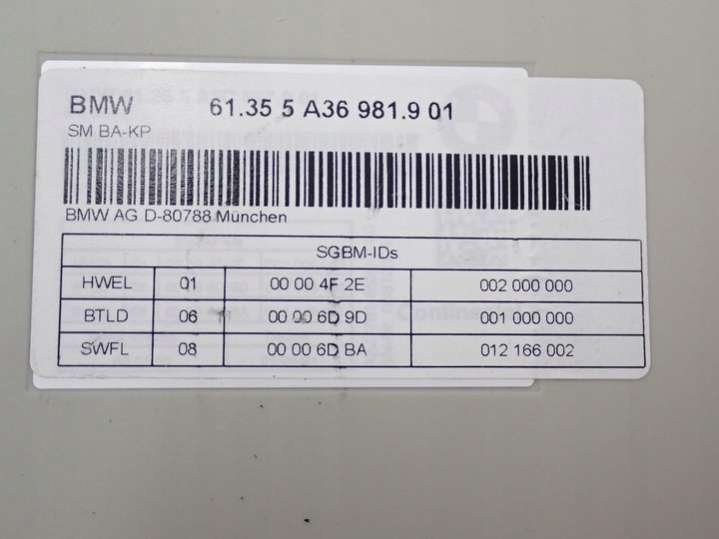 BMW 61.35 5 A36 981.9 01
SM BA-KP
BMW AG D-80788 Munchen
SGBM-IDs
HWEL 01 00 00 4F 2E 002 000 000
BTLD 06 00 00 6D 9D 001 000 000
SWFL 08 00 00 6D BA 012 166 002
Continental